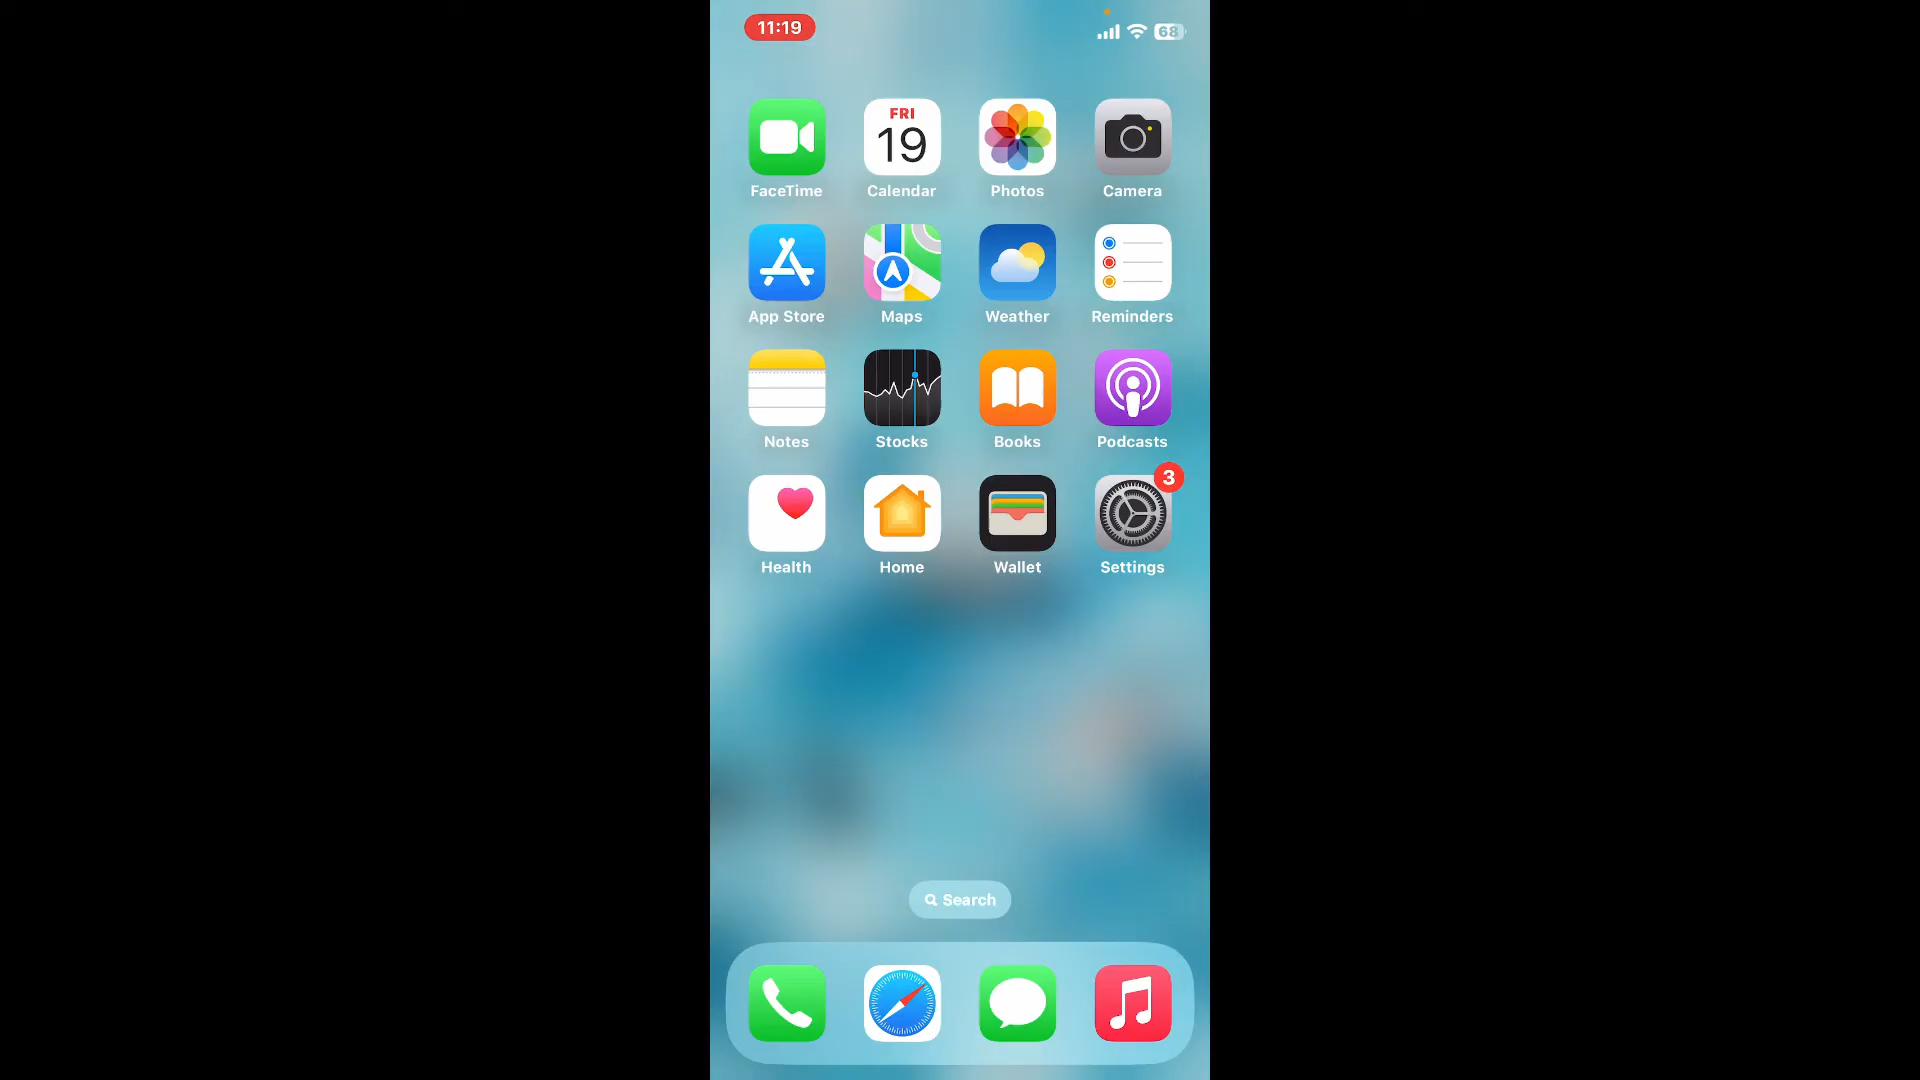 11:19
68
FRI
19
FaceTime
Calendar
Photos
Camera
App Store
Maps
Weather
Reminders
Notes
Stocks
Books
Podcasts
3
Health
Home
Wallet
Settings
Search